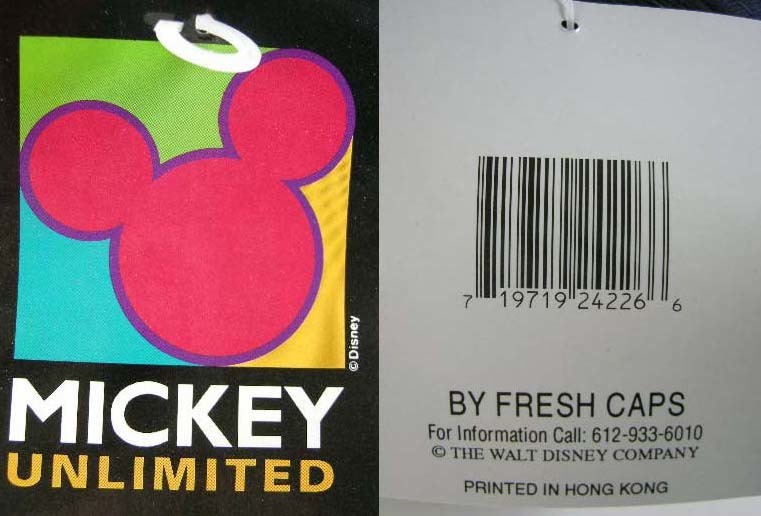 © Disney
MICKEY
UNLIMITED
7 19719 24226 6
BY FRESH CAPS
For Information Call: 612-933-6010
© THE WALT DISNEY COMPANY
PRINTED IN HONG KONG